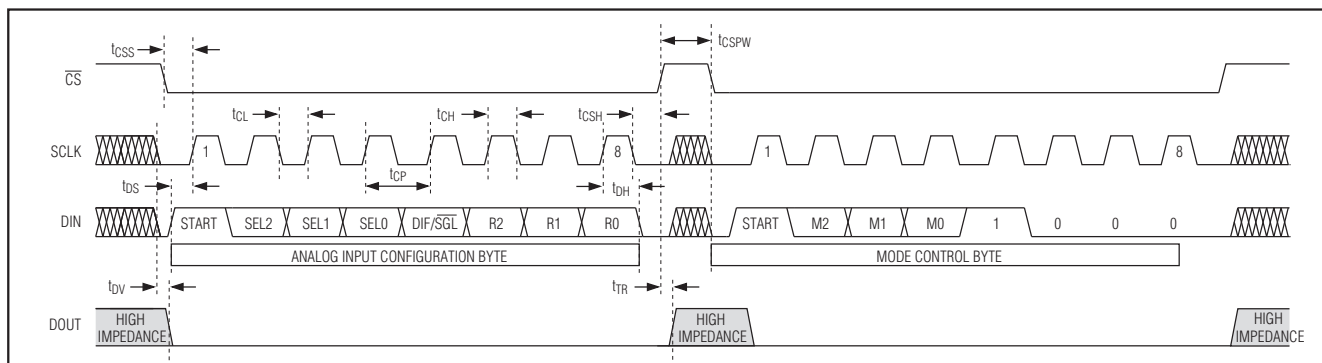 tCSS
tCSPW
CS
tCL
tCH
tCSH
SCLK
1
8
1
8
tCP
tDS
tDH
DIN
START
SEL2
SEL1
SEL0
DIF/SGL
R2
R1
R0
START
M2
M1
M0
1
0
0
0
ANALOG INPUT CONFIGURATION BYTE
MODE CONTROL BYTE
tDV
tTR
DOUT
HIGH
IMPEDANCE
HIGH
IMPEDANCE
HIGH
IMPEDANCE